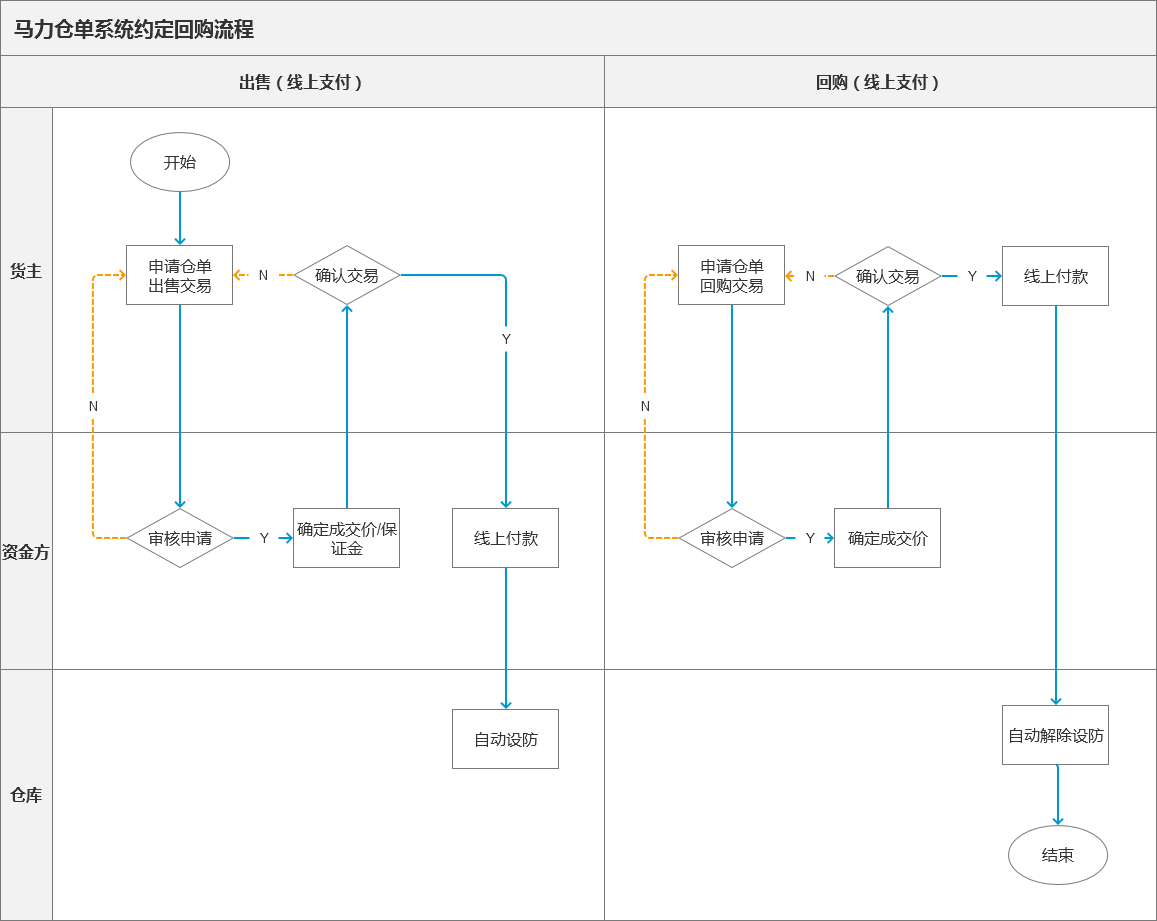 马力仓单系统约定回购流程
出售（线上支付）
回购（线上支付）
货主
开始
申请仓单
出售交易
N
确认交易
Y
N
申请仓单
回购交易
N
确认交易
Y
线上付款
N
资金方
审核申请
Y
确定成交价/保
证金
线上付款
审核申请
Y
确定成交价
仓库
自动设防
自动解除设防
结束